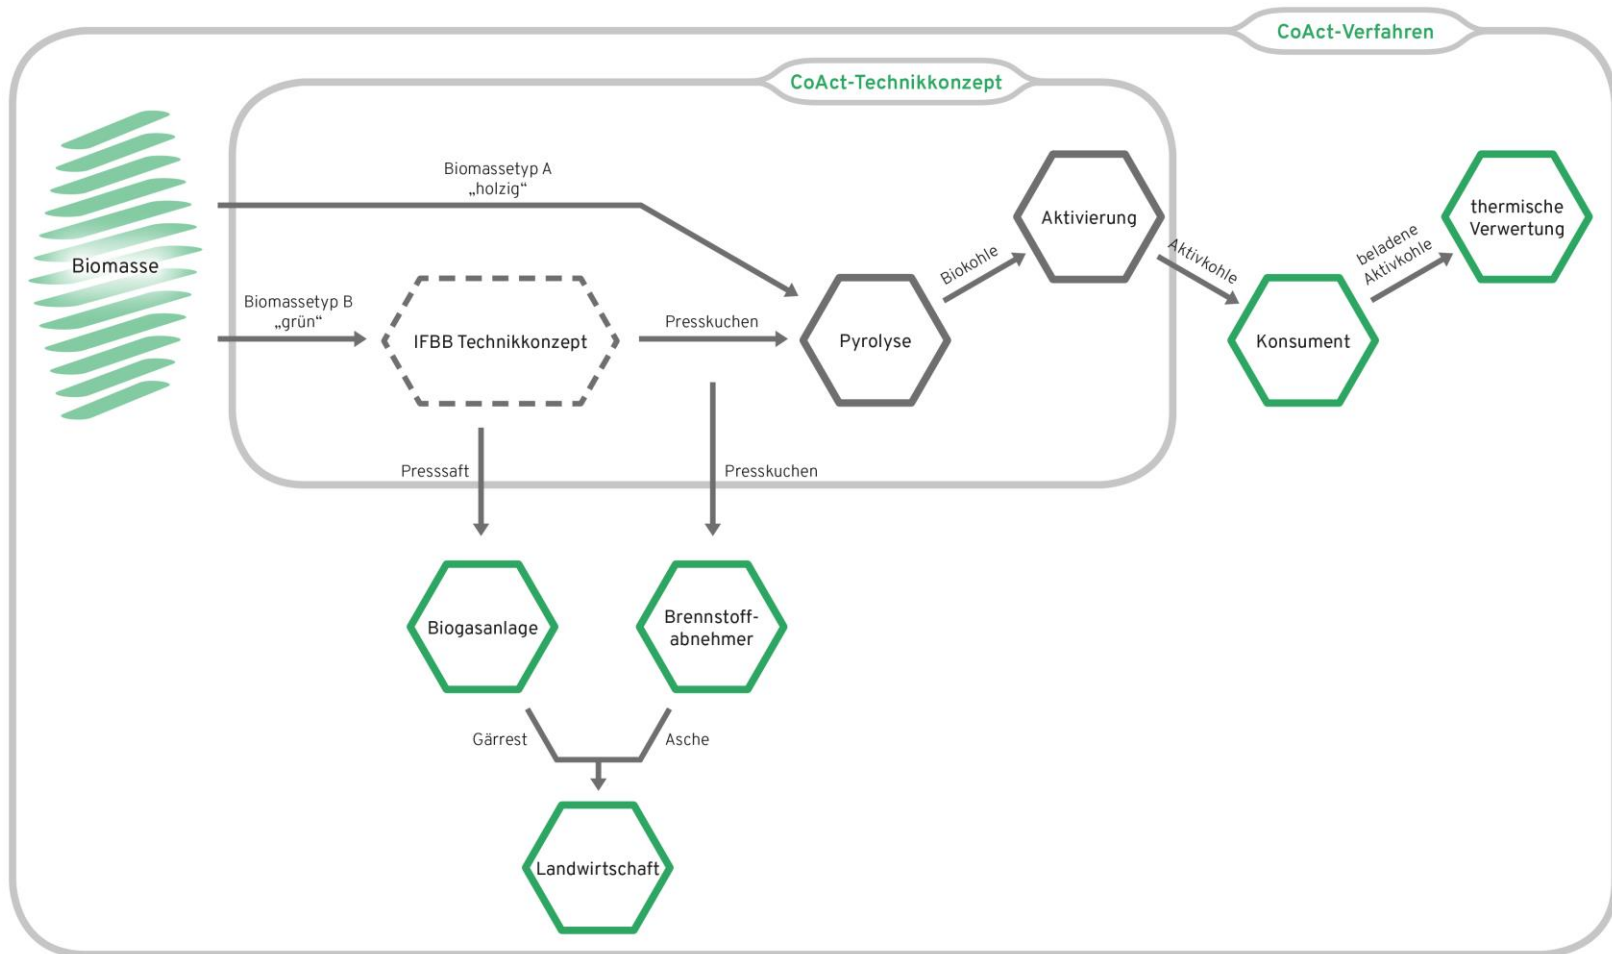 CoAct-Verfahren
CoAct-Technikkonzept
Biomassetyp A
„holzig“
Biomasse
Biomassetyp B
„grün“
IFBB Technikkonzept
Presskuchen
Pyrolyse
Biokohle
Aktivierung
Aktivkohle
Konsument
beladene
Aktivkohle
thermische
Verwertung
Presssaft
Presskuchen
Biogasanlage
Brennstoff-
abnehmer
Gärrest
Asche
Landwirtschaft